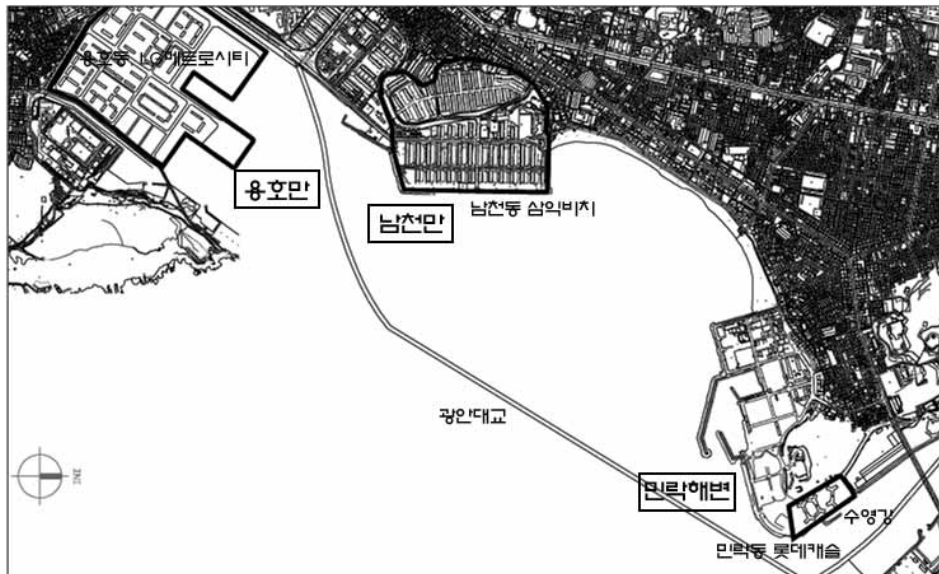 용호동 LG메트로시티
용호만
남천만
남천동 삼익비치
광안대교
민락해변
수영강
민락동 롯데캐슬